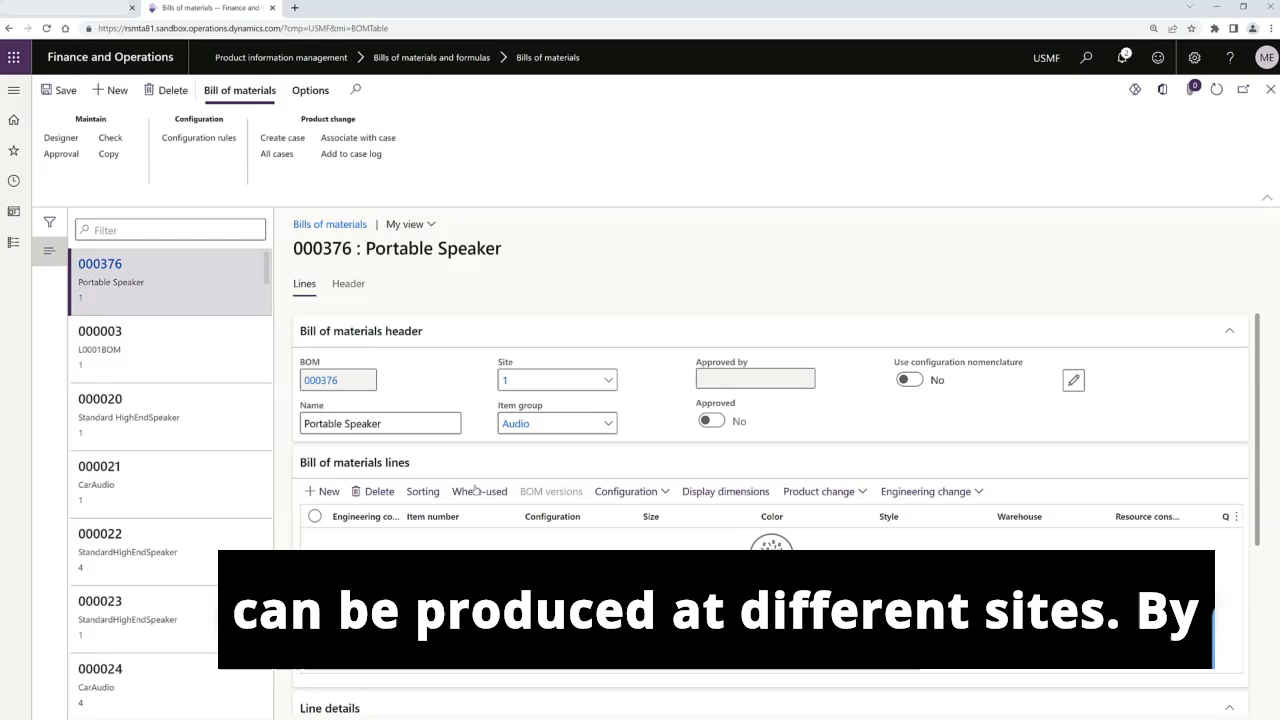 Bills of materials -- Finance and O
https://rsmta81.sandbox.operations.dynamics.com/?cmp=USMF&mi=BOMTable
Finance and Operations
Product information management > Bills of materials and formulas > Bills of materials
USMF
2
ME
Save
New
Delete
Bill of materials
Options
0
Maintain
Configuration
Product change
Designer
Check
Configuration rules
Create case
Associate with case
Approval
Copy
All cases
Add to case log
Filter
000376
Portable Speaker
1
000003
L0001BOM
1
000020
Standard HighEndSpeaker
1
000021
CarAudio
1
000022
StandardHighEndSpeaker
4
000023
StandardHighEndSpeaker
1
000024
CarAudio
4
Bills of materials | My view
000376 : Portable Speaker
Lines
Header
Bill of materials header
BOM
Site
Approved by
Use configuration nomenclature
000376
1
No
Name
Item group
Approved
Portable Speaker
Audio
No
Bill of materials lines
New
Delete
Sorting
Where-used
BOM versions
Configuration
Display dimensions
Product change
Engineering change
Engineering co...
Item number
Configuration
Size
Color
Style
Warehouse
Resource cons...
Q
can be produced at different sites. By
Line details